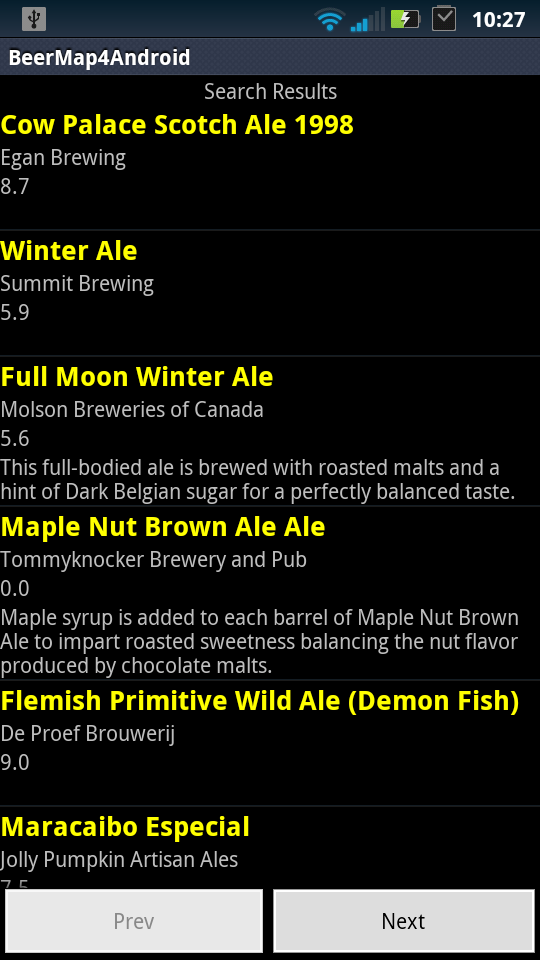 10:27
BeerMap4Android
Search Results
Cow Palace Scotch Ale 1998
Egan Brewing
8.7
Winter Ale
Summit Brewing
5.9
Full Moon Winter Ale
Molson Breweries of Canada
5.6
This full-bodied ale is brewed with roasted malts and a
hint of Dark Belgian sugar for a perfectly balanced taste.
Maple Nut Brown Ale Ale
Tommyknocker Brewery and Pub
0.0
Maple syrup is added to each barrel of Maple Nut Brown
Ale to impart roasted sweetness balancing the nut flavor
produced by chocolate malts.
Flemish Primitive Wild Ale (Demon Fish)
De Proef Brouwerij
9.0
Maracaibo Especial
Jolly Pumpkin Artisan Ales
Prev Next